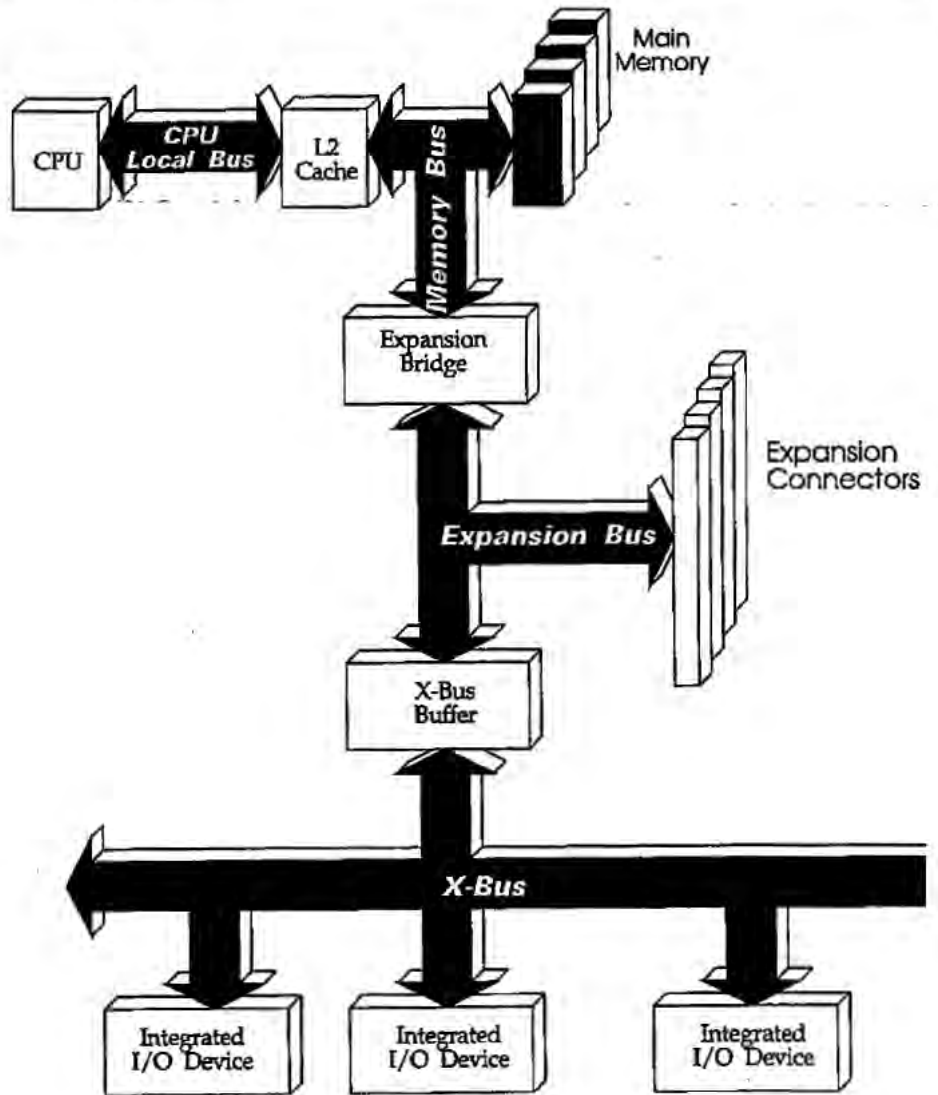 Main
Memory
CPU
CPU
Local Bus
L2
Cache
Memory Bus
Expansion
Bridge
Expansion
Connectors
Expansion Bus
X-Bus
Buffer
X-Bus
Integrated
I/O Device
Integrated
I/O Device
Integrated
I/O Device